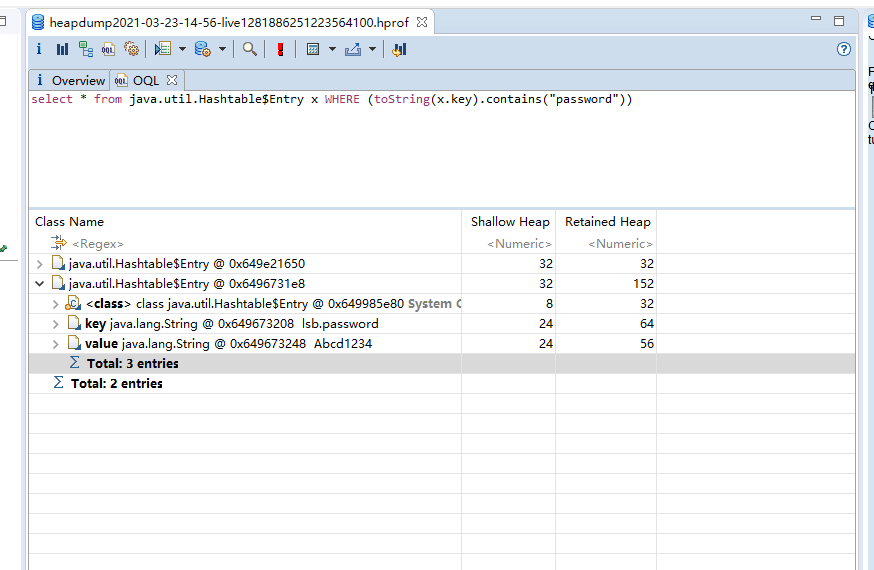 heapdump2021-03-23-14-56-live1281886251223564100.hprof
Overview OQL
select * from java.util.Hashtable$Entry x WHERE (toString(x.key).contains("password"))
Class Name Shallow Heap Retained Heap
<Regex> <Numeric> <Numeric>
java.util.Hashtable$Entry @ 0x649e21650 32 32
java.util.Hashtable$Entry @ 0x6496731e8 32 152
<class> class java.util.Hashtable$Entry @ 0x649985e80 System C 8 32
key java.lang.String @ 0x649673208 lsb.password 24 64
value java.lang.String @ 0x649673248 Abcd1234 24 56
Σ Total: 3 entries
Σ Total: 2 entries